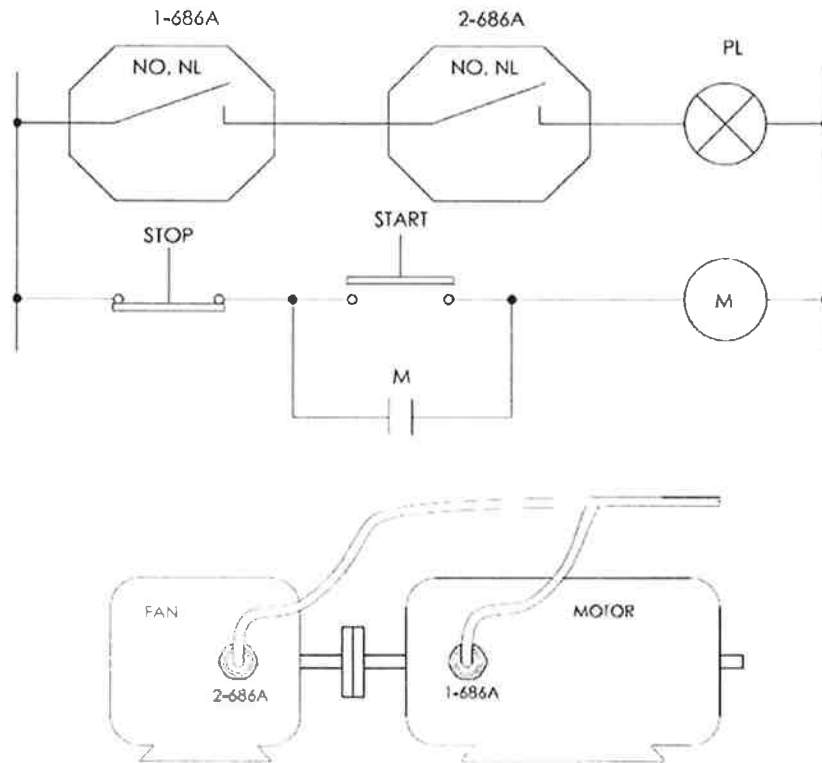 1-686A 2-686A
PL
NO, NL NO, NL
STOP START
M
M
FAN MOTOR
2-686A 1-686A